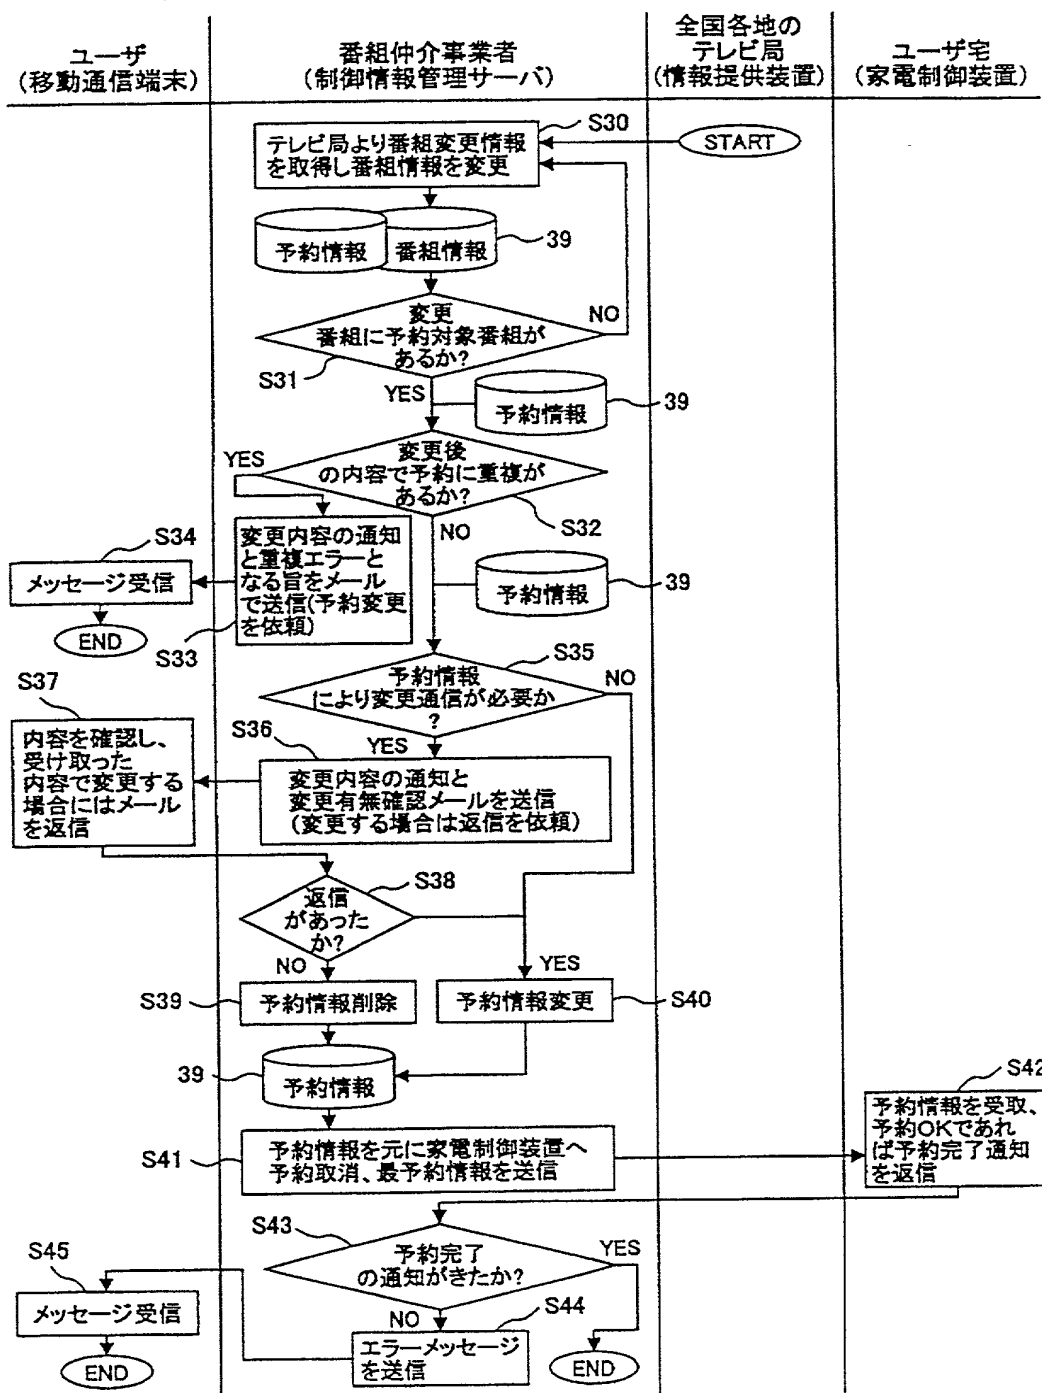 ユーザ
(移動通信端末)
番組仲介事業者
(制御情報管理サーバ)
全国各地の
テレビ局
(情報提供装置)
ユーザ宅
(家電制御装置)
START
S30
テレビ局より番組変更情報
を取得し番組情報を変更
予約情報
番組情報
39
変更
番組に予約対象番組が
あるか?
NO
S31
YES
予約情報
39
変更後
の内容で予約に重複が
あるか?
YES
S32
NO
変更内容の通知
と重複エラーと
なる旨をメール
で送信(予約変更
を依頼)
S33
S34
メッセージ受信
END
予約情報
39
S35
予約情報
により変更通信が必要か
?
NO
YES
S36
変更内容の通知と
変更有無確認メールを送信
(変更する場合は返信を依頼)
S37
内容を確認し、
受け取った
内容で変更する
場合にはメール
を返信
S38
返信
があった
か?
NO
YES
S39
予約情報削除
予約情報変更
S40
39
予約情報
S41
予約情報を元に家電制御装置へ
予約取消、最予約情報を送信
S42
予約情報を受取、
予約OKであれ
ば予約完了通知
を返信
S43
予約完了
の通知がきたか?
YES
NO
S44
エラーメッセージ
を送信
END
S45
メッセージ受信
END